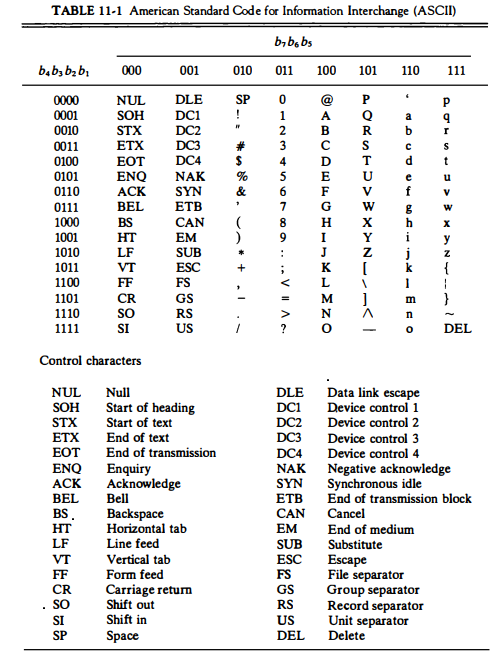 TABLE 11-1 American Standard Code for Information Interchange (ASCII)
b7b6b5
b4b3b2b1 000 001 010 011 100 101 110 111
0000 NUL DLE SP 0 @ P ‘ p
0001 SOH DC1 ! 1 A Q a q
0010 STX DC2 " 2 B R b r
0011 ETX DC3 # 3 C S c s
0100 EOT DC4 $ 4 D T d t
0101 ENQ NAK % 5 E U e u
0110 ACK SYN & 6 F V f v
0111 BEL ETB ’ 7 G W g w
1000 BS CAN ( 8 H X h x
1001 HT EM ) 9 I Y i y
1010 LF SUB * : J Z j z
1011 VT ESC + ; K [ k {
1100 FF FS , < L \ l ¦
1101 CR GS − = M ] m }
1110 SO RS . > N ∧ n ~
1111 SI US / ? O — o DEL
Control characters
NUL Null DLE Data link escape
SOH Start of heading DC1 Device control 1
STX Start of text DC2 Device control 2
ETX End of text DC3 Device control 3
EOT End of transmission DC4 Device control 4
ENQ Enquiry NAK Negative acknowledge
ACK Acknowledge SYN Synchronous idle
BEL Bell ETB End of transmission block
BS Backspace CAN Cancel
HT Horizontal tab EM End of medium
LF Line feed SUB Substitute
VT Vertical tab ESC Escape
FF Form feed FS File separator
CR Carriage return GS Group separator
SO Shift out RS Record separator
SI Shift in US Unit separator
SP Space DEL Delete